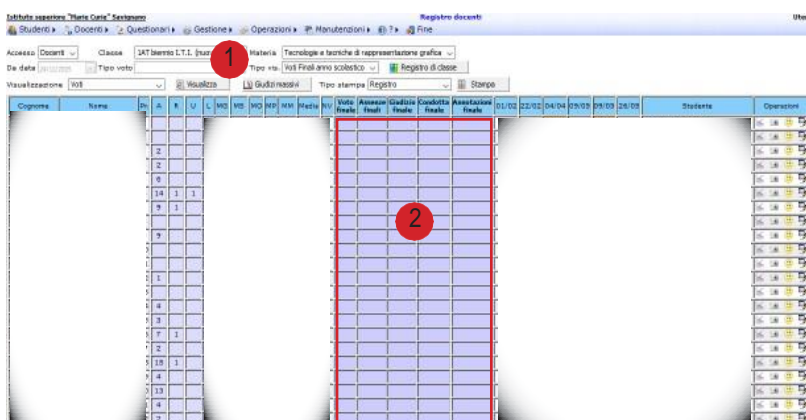 Istituto superiore "Marie Curie" Savignano Registro docenti Ute
Studenti Docenti Questionari Gestione Operazioni Manutenzioni ? Fine
Accesso Docenti Classe 1AT biennio I.T.I. 1 Materia Tecnologie e tecniche di rappresentazione grafica
Da data Tipo voto Tipo vis. Voti Finali anno scolastico Registro di classe
Visualizzazione Voti Visualizza Giudizi massivi Tipo stampa Registro Stampa
Cognome Nome A R U L MO MS MO MP MM Media NV Voto finale Assenze finali Giudizio finale Condotta finale Annotazioni finale 01/02 22/02 04/04 09/05 09/05 26/05 Studente Operazioni
2
2
6
14 1 1
9 1
2
9
1
4
3
7 1
2
15 1
4
13
4
2